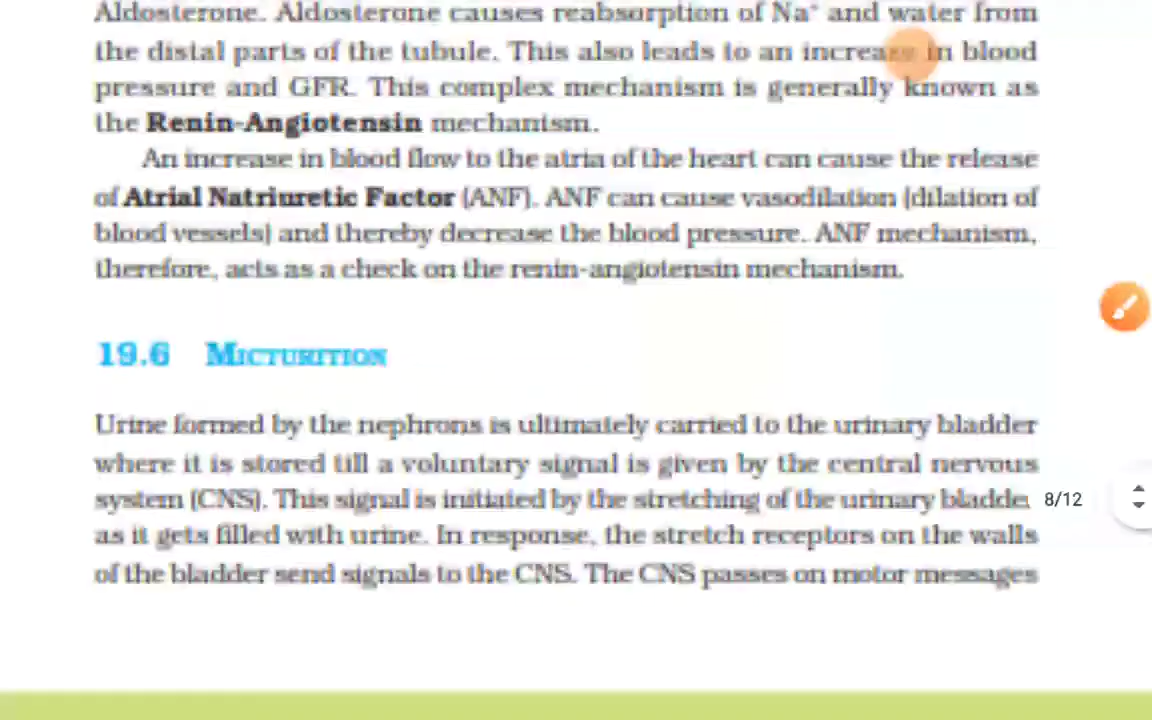 Aldosterone. Aldosterone causes reabsorption of Na+ and water from
the distal parts of the tubule. This also leads to an increase in blood
pressure and GFR. This complex mechanism is generally known as
the Renin-Angiotensin mechanism.
An increase in blood flow to the atria of the heart can cause the release
of Atrial Natriuretic Factor (ANF). ANF can cause vasodilation (dilation of
blood vessels) and thereby decrease the blood pressure. ANF mechanism,
therefore, acts as a check on the renin-angiotensin mechanism.
19.6 MICTURITION
Urine formed by the nephrons is ultimately carried to the urinary bladder
where it is stored till a voluntary signal is given by the central nervous
system (CNS). This signal is initiated by the stretching of the urinary bladde
8/12
as it gets filled with urine. In response, the stretch receptors on the walls
of the bladder send signals to the CNS. The CNS passes on motor messages